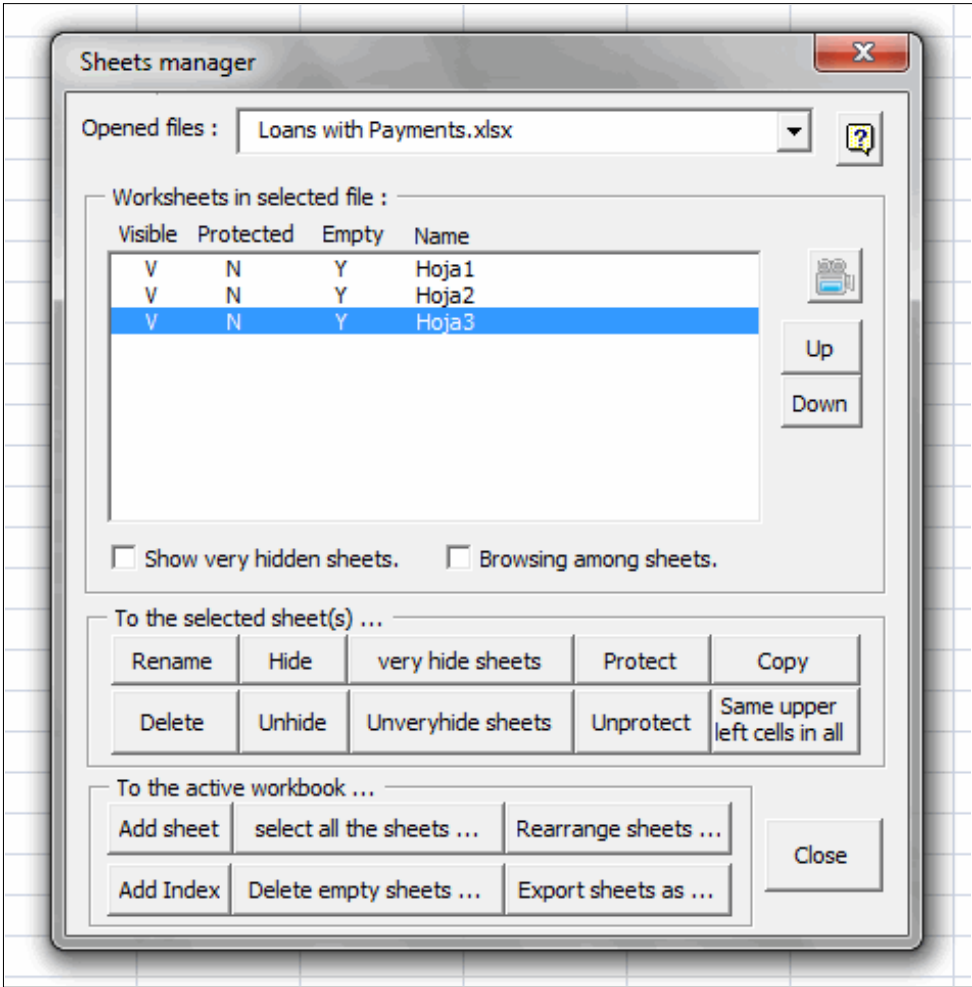 Sheets manager
Opened files : Loans with Payments.xlsx
Worksheets in selected file :
Visible Protected Empty Name
V N Y Hoja1
V N Y Hoja2
V N Y Hoja3
Up
Down
Show very hidden sheets. Browsing among sheets.
To the selected sheet(s) ...
Rename Hide very hide sheets Protect Copy
Delete Unhide Unveryhide sheets Unprotect Same upper
left cells in all
To the active workbook ...
Add sheet select all the sheets ... Rearrange sheets ...
Close
Add Index Delete empty sheets ... Export sheets as ...